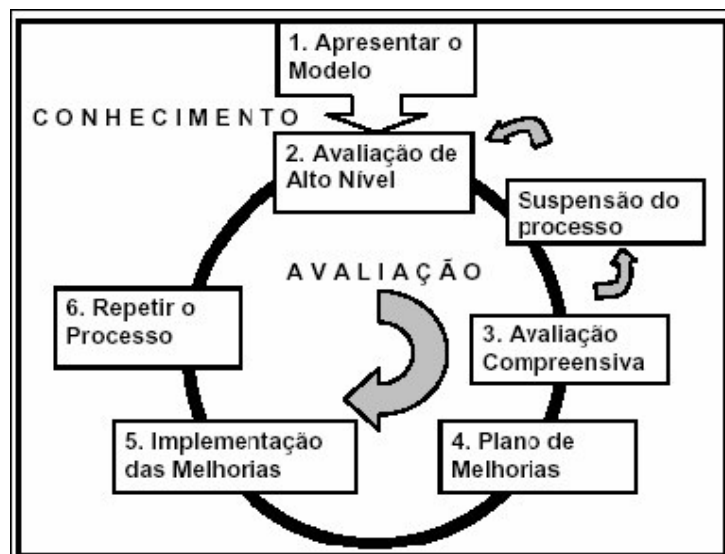 1. Apresentar o
Modelo
CONHECIMENTO
2. Avaliação de
Alto Nível
Suspensão do
processo
AVALIAÇÃO
6. Repetir o
Processo
3. Avaliação
Compreensiva
5. Implementação
das Melhorias
4. Plano de
Melhorias